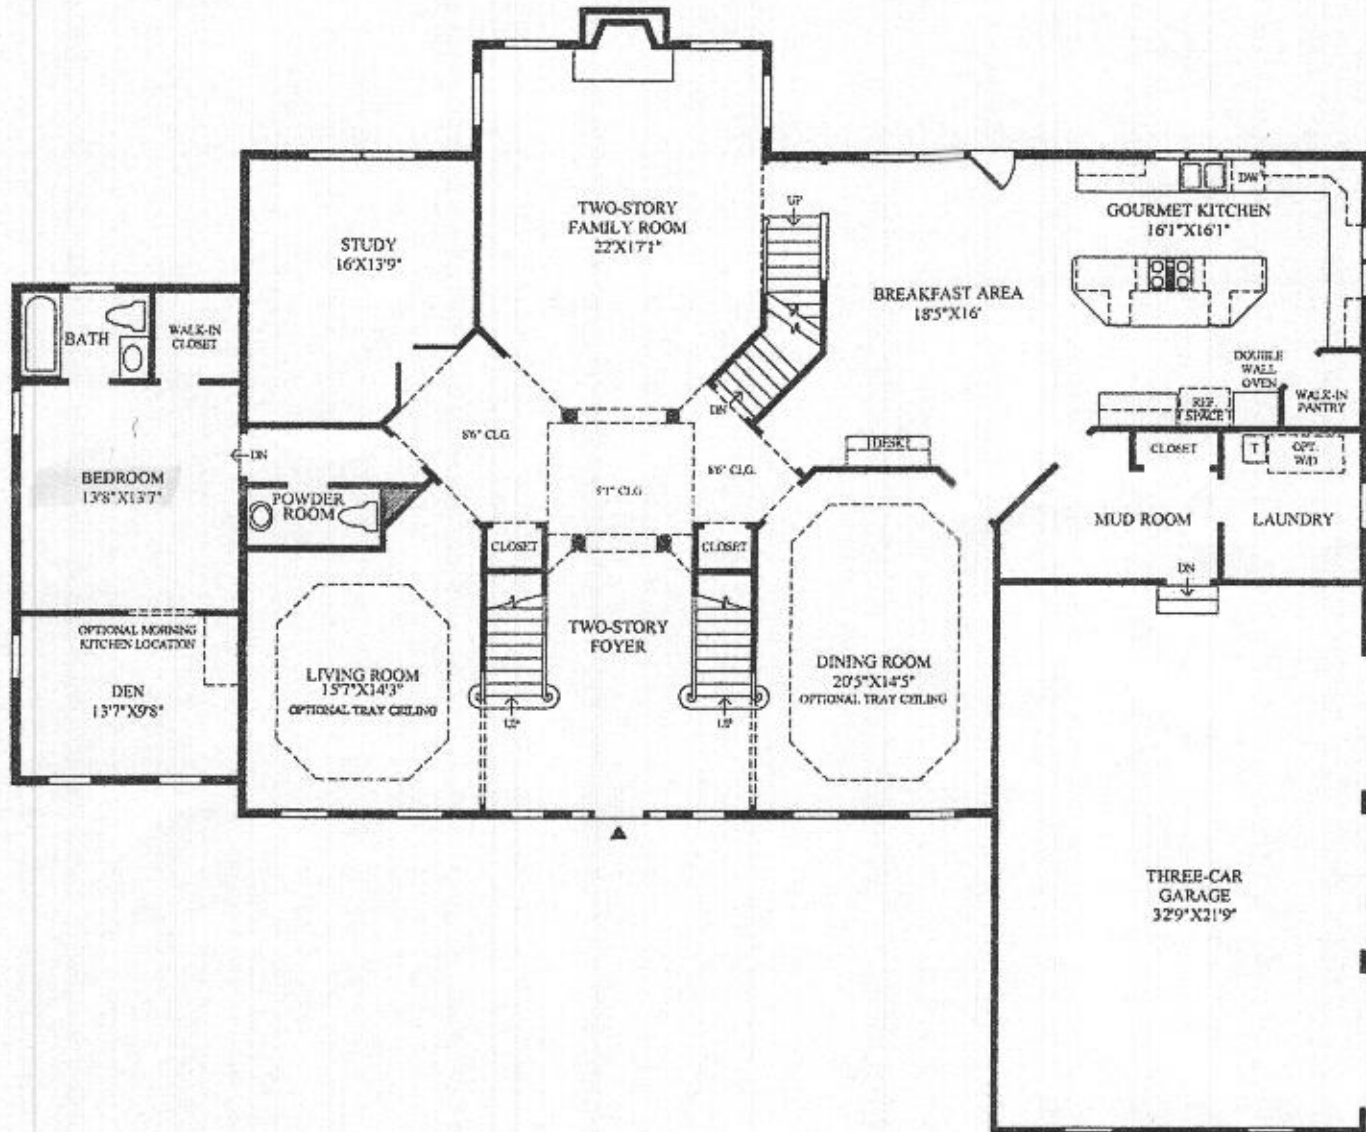 UP
DW
TWO-STORY
FAMILY ROOM
22'X17'1"
GOURMET KITCHEN
16'1"X16'1"
STUDY
16'X13'9"
BREAKFAST AREA
18'5"X16'
BATH
WALK-IN
CLOSET
DOUBLE
WALL
OVEN
WALK-IN
PANTRY
REF.
SPACE
DN
8'6" CLG.
DESK
CLOSET
T
OPT.
W/D
DN
8'6" CLG.
BEDROOM
13'8"X13'7"
9'1" CLG.
POWDER
ROOM
MUD ROOM
LAUNDRY
CLOSET
CLOSET
DN
OPTIONAL MORNING
KITCHEN LOCATION
TWO-STORY
FOYER
LIVING ROOM
15'7"X14'3"
OPTIONAL TRAY CEILING
DINING ROOM
20'5"X14'5"
OPTIONAL TRAY CEILING
DEN
13'7"X9'8"
UP
UP
THREE-CAR
GARAGE
32'9"X21'9"